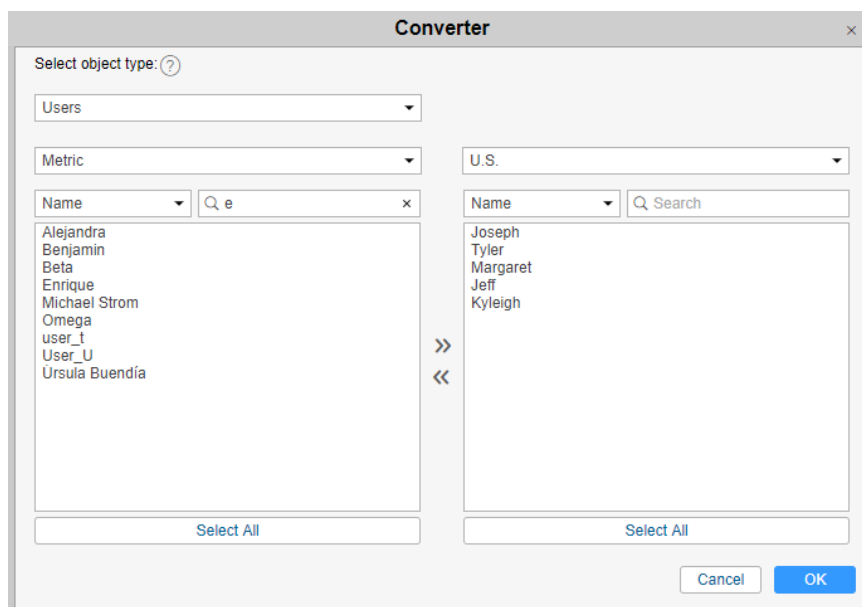 Converter
Select object type: ?
Users
Metric
U.S.
Name
e
Name
Search
Alejandra
Benjamin
Beta
Enrique
Michael Strom
Omega
user_t
User_U
Úrsula Buendía
Joseph
Tyler
Margaret
Jeff
Kyleigh
Select All
Select All
Cancel
OK